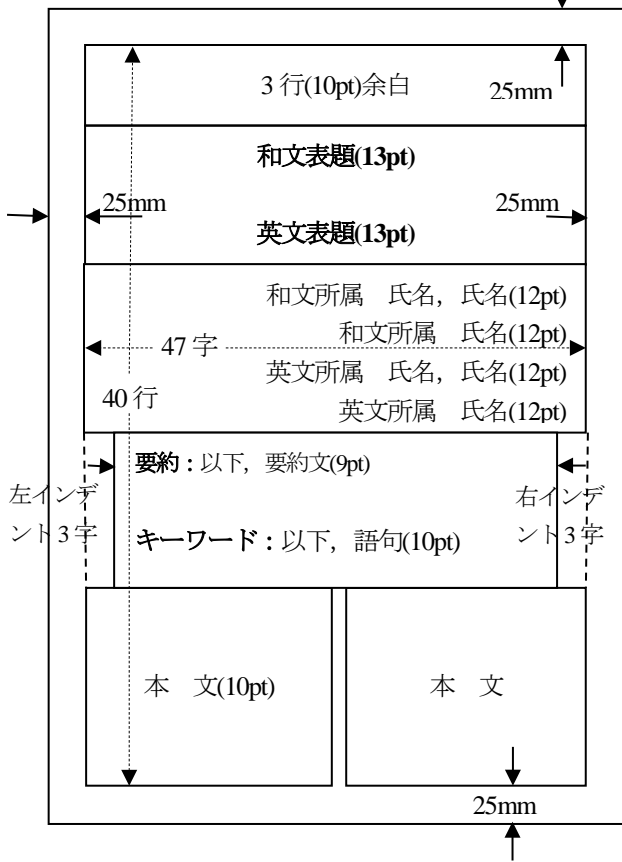 3 行(10pt)余白
25mm
和文表題(13pt)
25mm
25mm
英文表題(13pt)
和文所属　氏名，氏名(12pt)
和文所属　氏名(12pt)
47 字
英文所属　氏名，氏名(12pt)
40 行
英文所属　氏名(12pt)
要約：以下，要約文(9pt)
左インデ
ント 3 字
右インデ
ント 3 字
キーワード：以下，語句(10pt)
本　文(10pt)
本　文
25mm